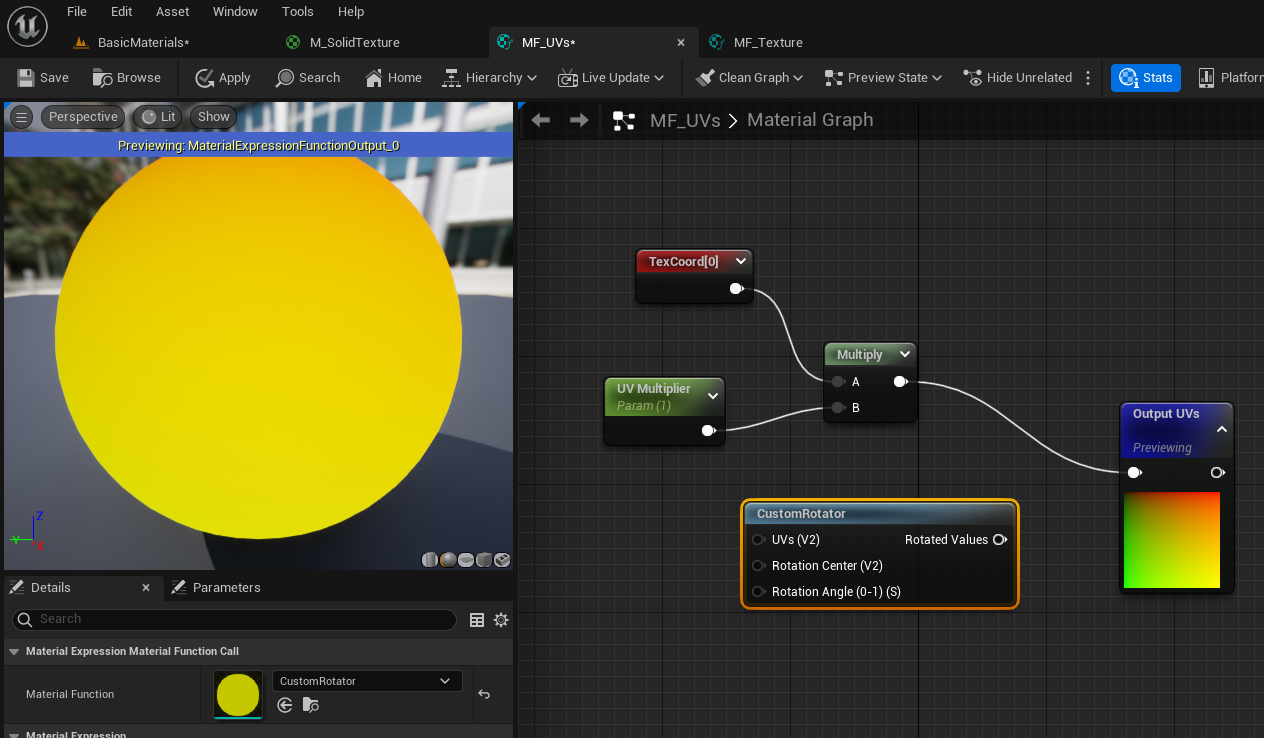 File Edit Asset Window Tools Help
BasicMaterials* M_SolidTexture MF_UVs* MF_Texture
Save Browse Apply Search Home Hierarchy Live Update Clean Graph Preview State Hide Unrelated Stats Platfor
Perspective Lit Show
MF_UVs Material Graph
Previewing: MaterialExpressionFunctionOutput_0
TexCoord[0]
Multiply
A
B
UV Multiplier
Param (1)
Output UVs
Previewing
CustomRotator
UVs (V2) Rotated Values
Rotation Center (V2)
Rotation Angle (0-1) (S)
Z
Y
X
Details Parameters
Search
Material Expression Material Function Call
Material Function CustomRotator
Material Expression